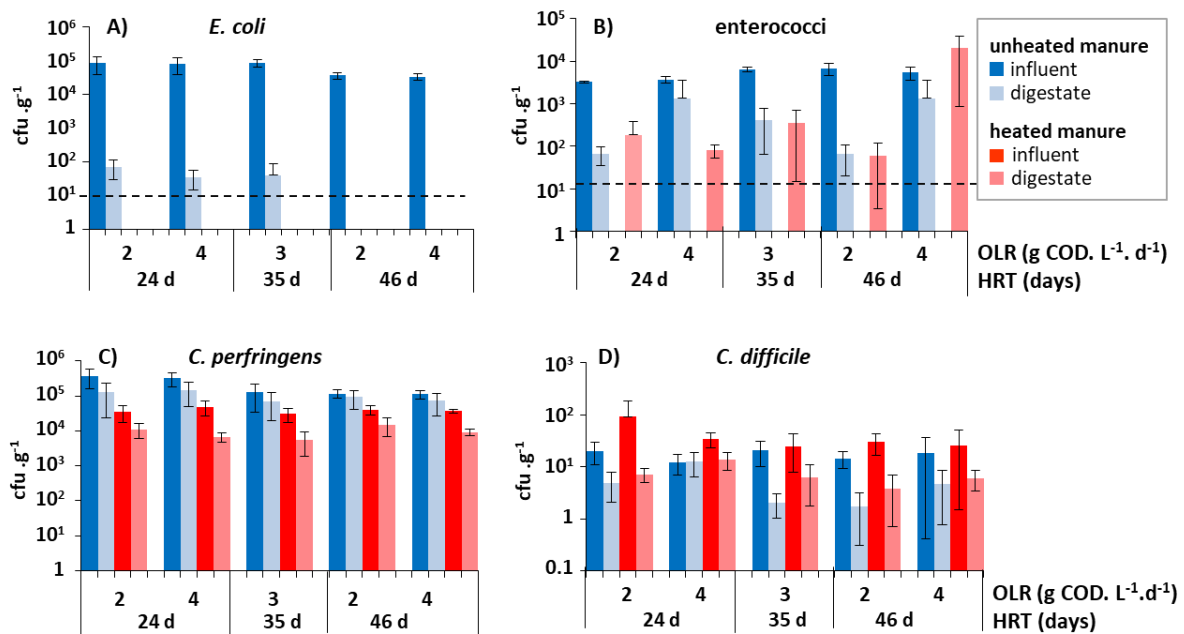 A) E. coli
cfu .g⁻¹
10⁶
10⁵
10⁴
10³
10²
10¹
1
2 4 3 2 4
24 d 35 d 46 d
B) enterococci
cfu .g⁻¹
10⁵
10⁴
10³
10²
10¹
1
2 4 3 2 4 OLR (g COD. L⁻¹. d⁻¹)
24 d 35 d 46 d HRT (days)
unheated manure
influent
digestate
heated manure
influent
digestate
C) C. perfringens
cfu .g⁻¹
10⁶
10⁵
10⁴
10³
10²
10¹
1
2 4 3 2 4
24 d 35 d 46 d
D) C. difficile
cfu .g⁻¹
10³
10²
10¹
1
0.1
2 4 3 2 4 OLR (g COD. L⁻¹.d⁻¹)
24 d 35 d 46 d HRT (days)